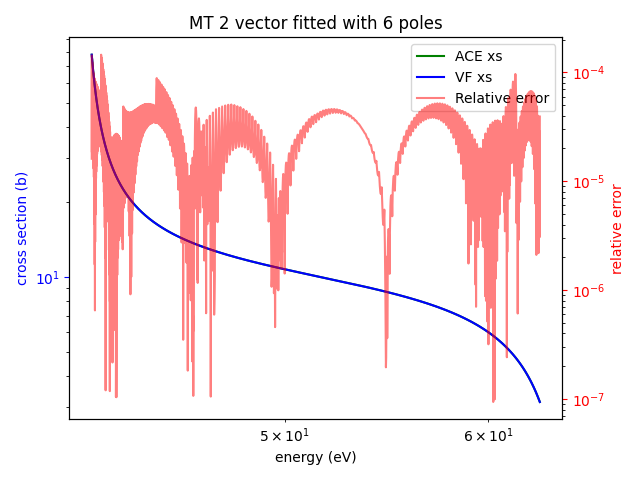 MT 2 vector fitted with 6 poles
ACE xs
VF xs
Relative error
cross section (b)
10¹
10⁻⁴
10⁻⁵
10⁻⁶
10⁻⁷
relative error
5 × 10¹
6 × 10¹
energy (eV)